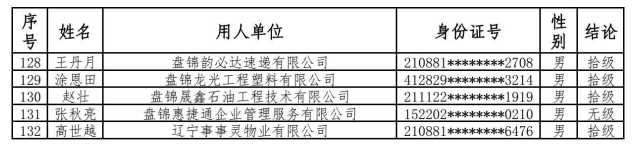 序号 姓名 用人单位 身份证号 性别 结论
128 王丹月 盘锦韵必达速递有限公司 210881********2708 男 拾级
129 涂恩田 盘锦龙光工程塑料有限公司 412829********3214 男 拾级
130 赵壮 盘锦晟鑫石油工程技术有限公司 211122********1919 男 拾级
131 张秋亮 盘锦惠捷通企业管理服务有限公司 152202********0210 男 无级
132 高世越 辽宁事事灵物业有限公司 210881********6476 男 拾级